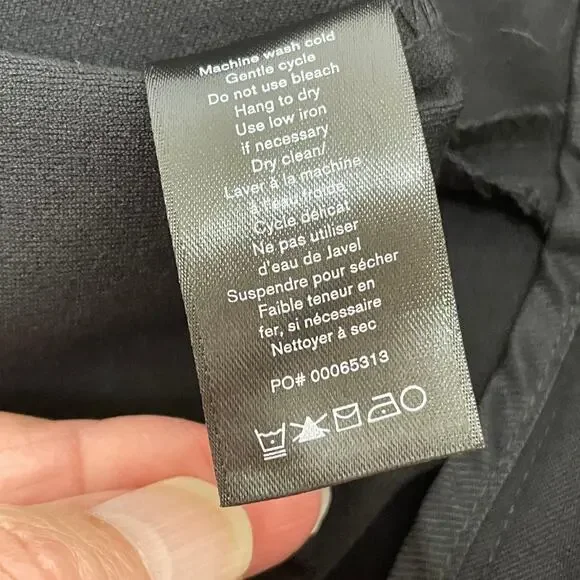 Machine wash cold
Gentle cycle
Do not use bleach
Hang to dry
Use low iron
if necessary
Dry clean/
Laver à la machine
à l'eau froide
Cycle délicat
Ne pas utiliser
d'eau de Javel
Suspendre pour sécher
Faible teneur en
fer, si nécessaire
Nettoyer à sec
PO# 00065313